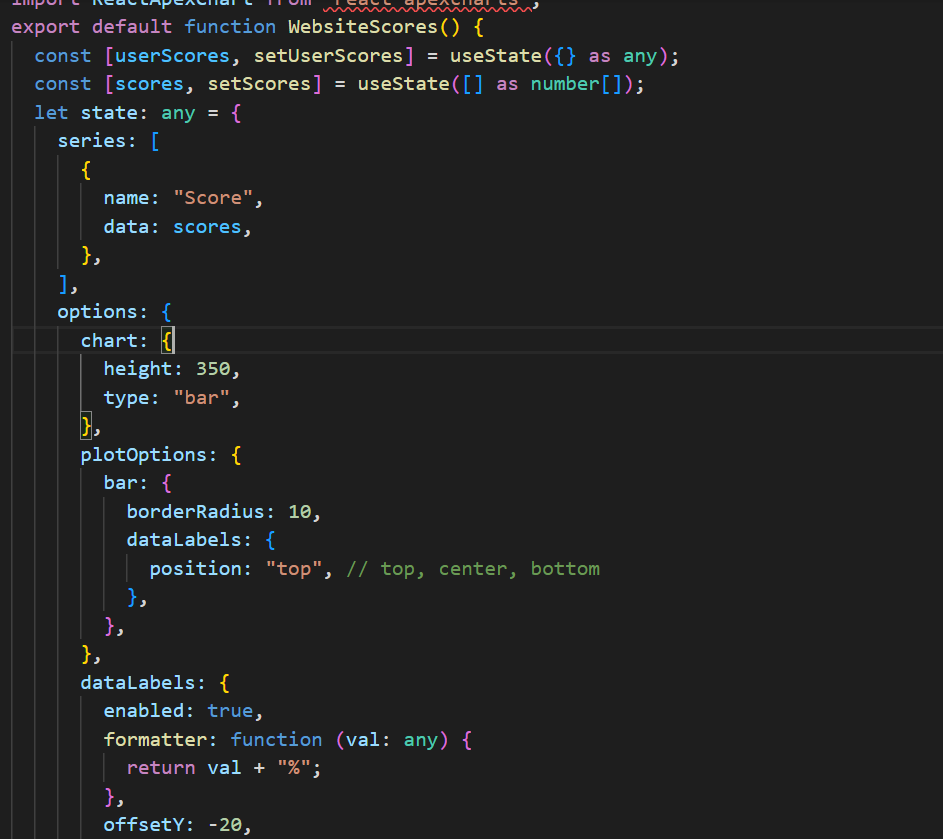 import ReactApexChart from "react-apexcharts";
export default function WebsiteScores() {
  const [userScores, setUserScores] = useState({} as any);
  const [scores, setScores] = useState([] as number[]);
  let state: any = {
    series: [
      {
        name: "Score",
        data: scores,
      },
    ],
    options: {
      chart: {
        height: 350,
        type: "bar",
      },
      plotOptions: {
        bar: {
          borderRadius: 10,
          dataLabels: {
            position: "top", // top, center, bottom
          },
        },
      },
      dataLabels: {
        enabled: true,
        formatter: function (val: any) {
          return val + "%";
        },
        offsetY: -20,